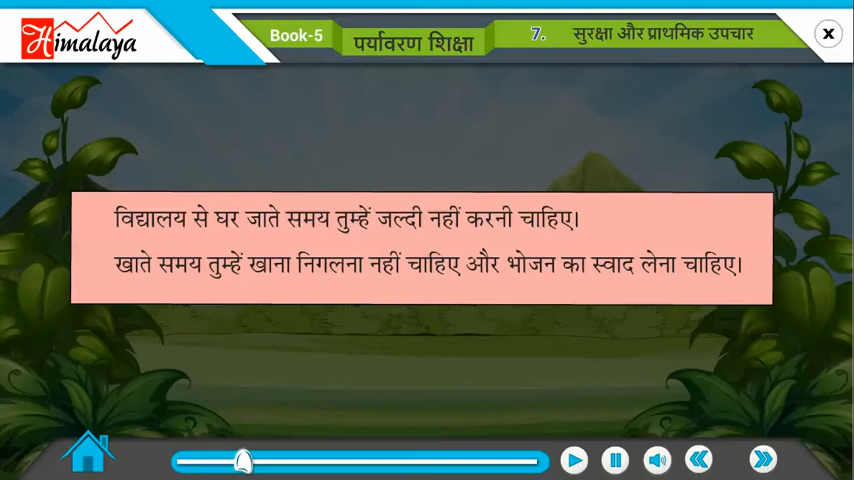 Himalaya
Book-5
पर्यावरण शिक्षा
7. सुरक्षा और प्राथमिक उपचार
X
विद्यालय से घर जाते समय तुम्हें जल्दी नहीं करनी चाहिए।
खाते समय तुम्हें खाना निगलना नहीं चाहिए और भोजन का स्वाद लेना चाहिए।